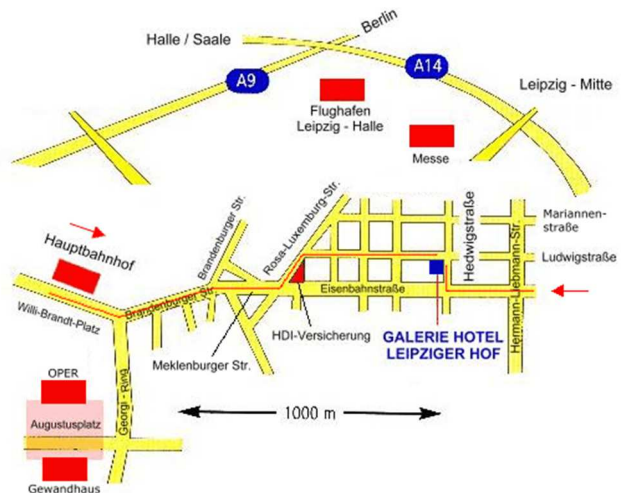 Berlin
Halle / Saale
A14
A9
Leipzig - Mitte
Flughafen
Leipzig - Halle
Messe
Brandenburger Str.
Rosa-Luxemburg-Str.
Hedwigstraße
Hermann-Liebmann-Str.
Mariannen-
straße
Ludwigstraße
Hauptbahnhof
Eisenbahnstraße
Willi-Brandt-Platz
Brandenburger Str.
HDI-Versicherung
GALERIE HOTEL
LEIPZIGER HOF
Meklenburger Str.
OPER
Georgi - Ring
1000 m
Augustusplatz
Gewandhaus